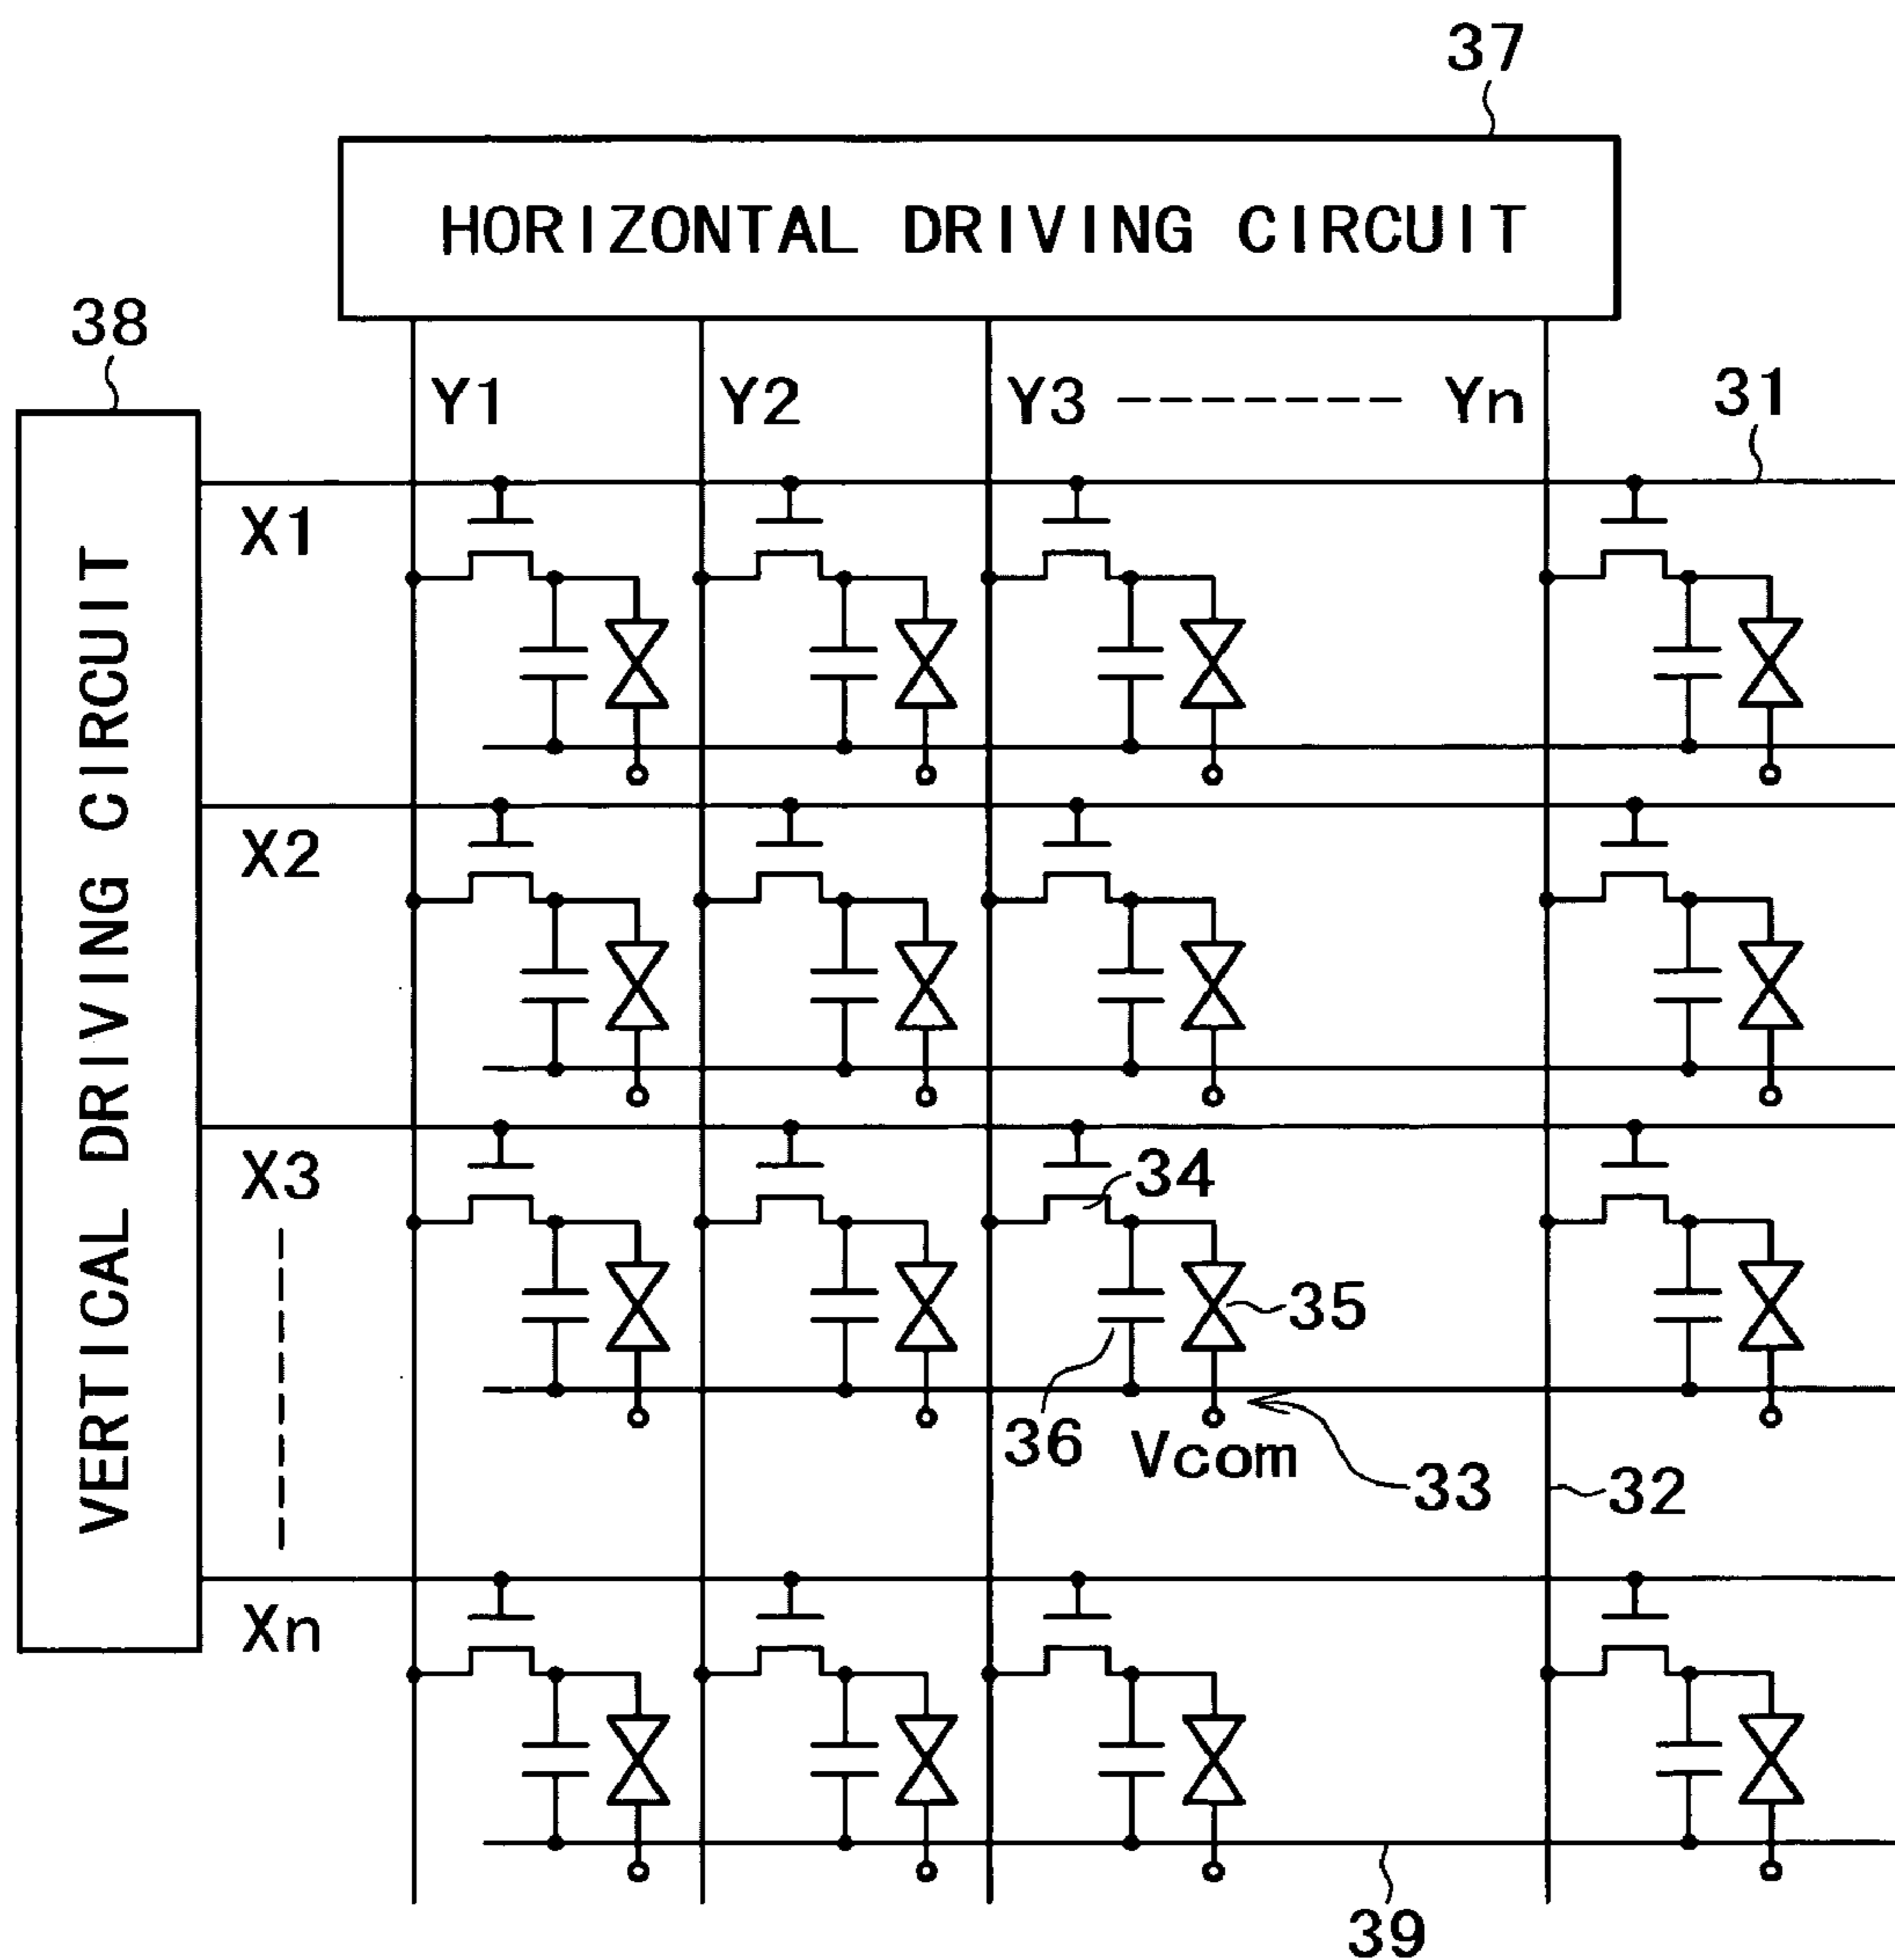 37
HORIZONTAL DRIVING CIRCUIT
38
VERTICAL DRIVING CIRCUIT
Y1 Y2 Y3 -------- Yn
31
X1
X2
X3
34
35
36
Vcom
33
32
Xn
39